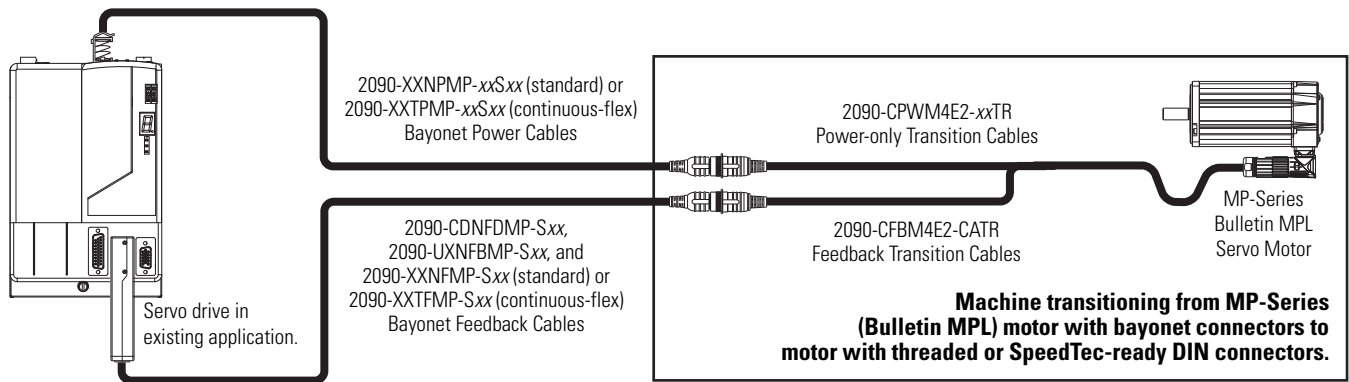 2090-XXNPMP-xxSxx (standard) or
2090-XXTPMP-xxSxx (continuous-flex)
Bayonet Power Cables
2090-CPWM4E2-xxTR
Power-only Transition Cables
2090-CDNFDMP-Sxx,
2090-UXNFBMP-Sxx, and
2090-XXNFMP-Sxx (standard) or
2090-XXTFMP-Sxx (continuous-flex)
Bayonet Feedback Cables
2090-CFBM4E2-CATR
Feedback Transition Cables
MP-Series
Bulletin MPL
Servo Motor
Servo drive in
existing application.
Machine transitioning from MP-Series
(Bulletin MPL) motor with bayonet connectors to
motor with threaded or SpeedTec-ready DIN connectors.